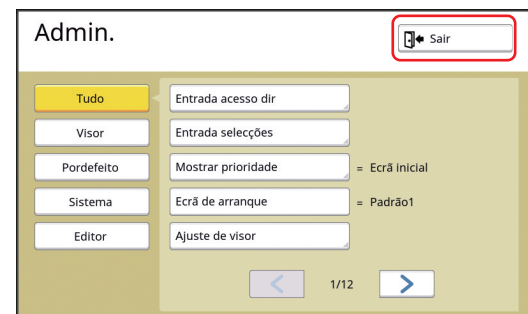 Admin.
Sair
Tudo
Entrada acesso dir
Visor
Entrada selecções
Pordefeito
Mostrar prioridade = Ecrã inicial
Sistema
Ecrã de arranque = Padrão1
Editor
Ajuste de visor
1/12